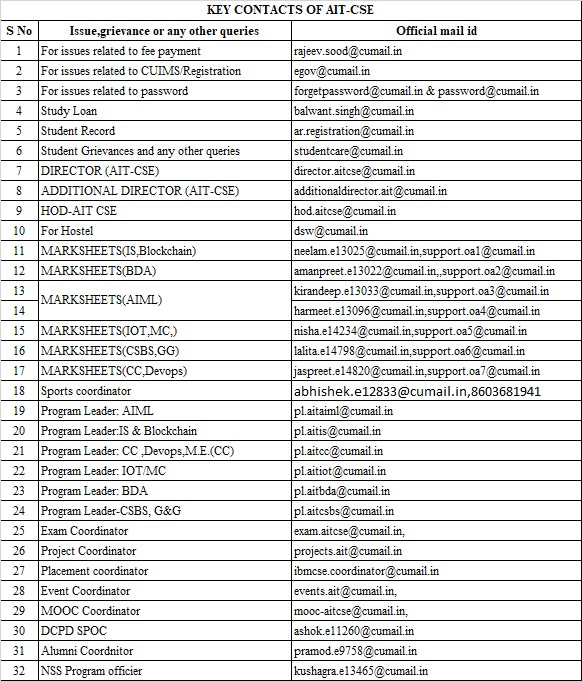 KEY CONTACTS OF AIT-CSE
S No Issue,grievance or any other queries Official mail id
1 For issues related to fee payment rajeev.sood@cumail.in
2 For issues related to CUIMS/Registration egov@cumail.in
3 For issues related to password forgetpassword@cumail.in & password@cumail.in
4 Study Loan balwant.singh@cumail.in
5 Student Record ar.registration@cumail.in
6 Student Grievances and any other queries studentcare@cumail.in
7 DIRECTOR (AIT-CSE) director.aitcse@cumail.in
8 ADDITIONAL DIRECTOR (AIT-CSE) additionaldirector.ait@cumail.in
9 HOD-AIT CSE hod.aitcse@cumail.in
10 For Hostel dsw@cumail.in
11 MARKSHEETS(IS,Blockchain) neelam.e13025@cumail.in,support.oa1@cumail.in
12 MARKSHEETS(BDA) amanpreet.e13022@cumail.in,,support.oa2@cumail.in
13 MARKSHEETS(AIML) kirandeep.e13033@cumail.in,support.oa3@cumail.in
14 harmeet.e13096@cumail.in,support.oa4@cumail.in
15 MARKSHEETS(IOT,MC,) nisha.e14234@cumail.in,support.oa5@cumail.in
16 MARKSHEETS(CSBS,GG) lalita.e14798@cumail.in,support.oa6@cumail.in
17 MARKSHEETS(CC,Devops) jaspreet.e14820@cumail.in,support.oa7@cumail.in
18 Sports coordinator abhishek.e12833@cumail.in,8603681941
19 Program Leader: AIML pl.aitaiml@cumail.in
20 Program Leader:IS & Blockchain pl.aitis@cumail.in
21 Program Leader: CC ,Devops,M.E.(CC) pl.aitcc@cumail.in
22 Program Leader: IOT/MC pl.aitiot@cumail.in
23 Program Leader: BDA pl.aitbda@cumail.in
24 Program Leader-CSBS, G&G pl.aitcsbs@cumail.in
25 Exam Coordinator exam.aitcse@cumail.in,
26 Project Coordinator projects.ait@cumail.in
27 Placement coordinator ibmcse.coordinator@cumail.in
28 Event Coordinator events.ait@cumail.in,
29 MOOC Coordinator mooc-aitcse@cumail.in,
30 DCPD SPOC ashok.e11260@cumail.in
31 Alumni Coordnitor pramod.e9758@cumail.in
32 NSS Program officier kushagra.e13465@cumail.in